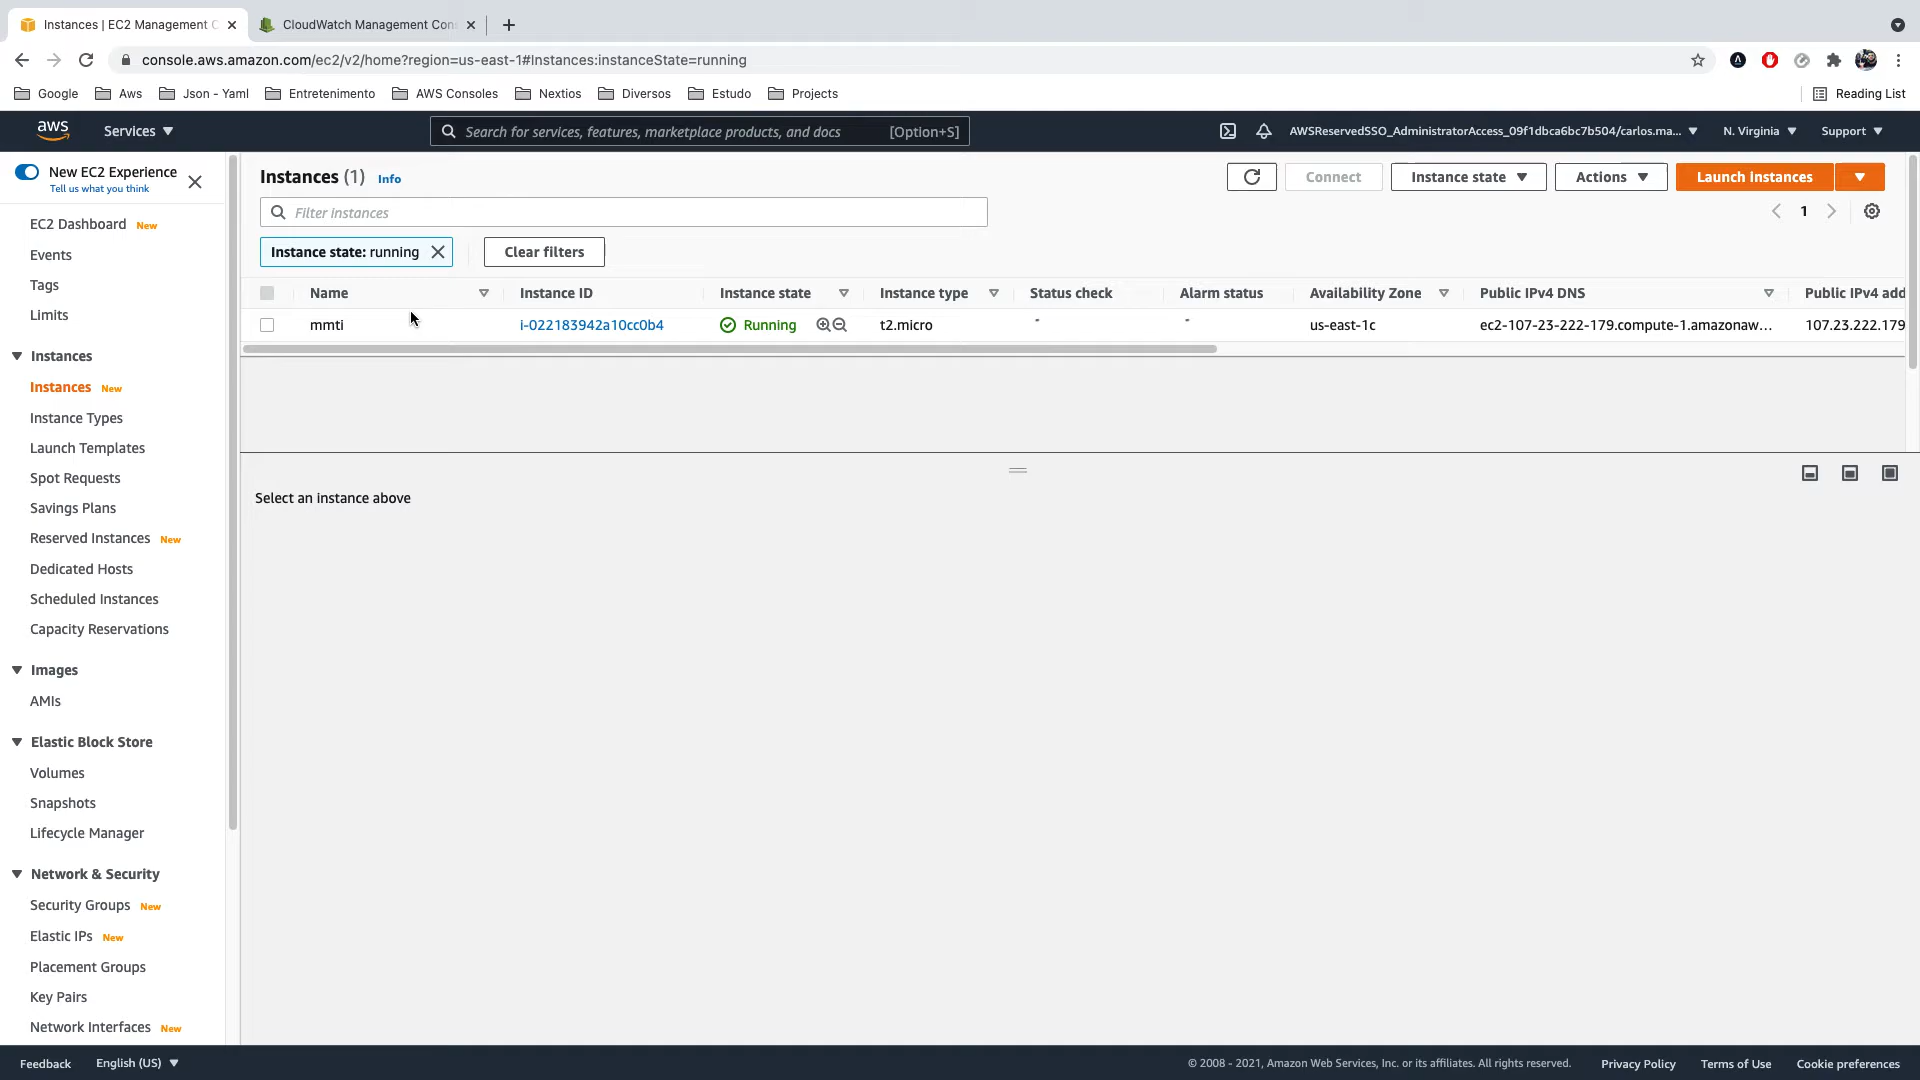 Instances | EC2 Management C
CloudWatch Management Con
console.aws.amazon.com/ec2/v2/home?region=us-east-1#Instances:instanceState=running
Google
Aws
Json - Yaml
Entretenimento
AWS Consoles
Nextios
Diversos
Estudo
Projects
Reading List
aws
Services
Search for services, features, marketplace products, and docs
[Option+S]
AWSReservedSSO_AdministratorAccess_09f1dbca6bc7b504/carlos.ma...
N. Virginia
Support
New EC2 Experience
Tell us what you think
EC2 Dashboard New
Events
Tags
Limits
Instances
Instances New
Instance Types
Launch Templates
Spot Requests
Savings Plans
Reserved Instances New
Dedicated Hosts
Scheduled Instances
Capacity Reservations
Images
AMIs
Elastic Block Store
Volumes
Snapshots
Lifecycle Manager
Network & Security
Security Groups New
Elastic IPs New
Placement Groups
Key Pairs
Network Interfaces New
Instances (1) Info
Connect
Instance state
Actions
Launch instances
Filter instances
1
Instance state: running
Clear filters
Name Instance ID Instance state Instance type Status check Alarm status Availability Zone Public IPv4 DNS Public IPv4 add
mmti i-022183942a10cc0b4 Running t2.micro - - us-east-1c ec2-107-23-222-179.compute-1.amazonaw... 107.23.222.179
Select an instance above
Feedback
English (US)
© 2008 - 2021, Amazon Web Services, Inc. or its affiliates. All rights reserved.
Privacy Policy
Terms of Use
Cookie preferences